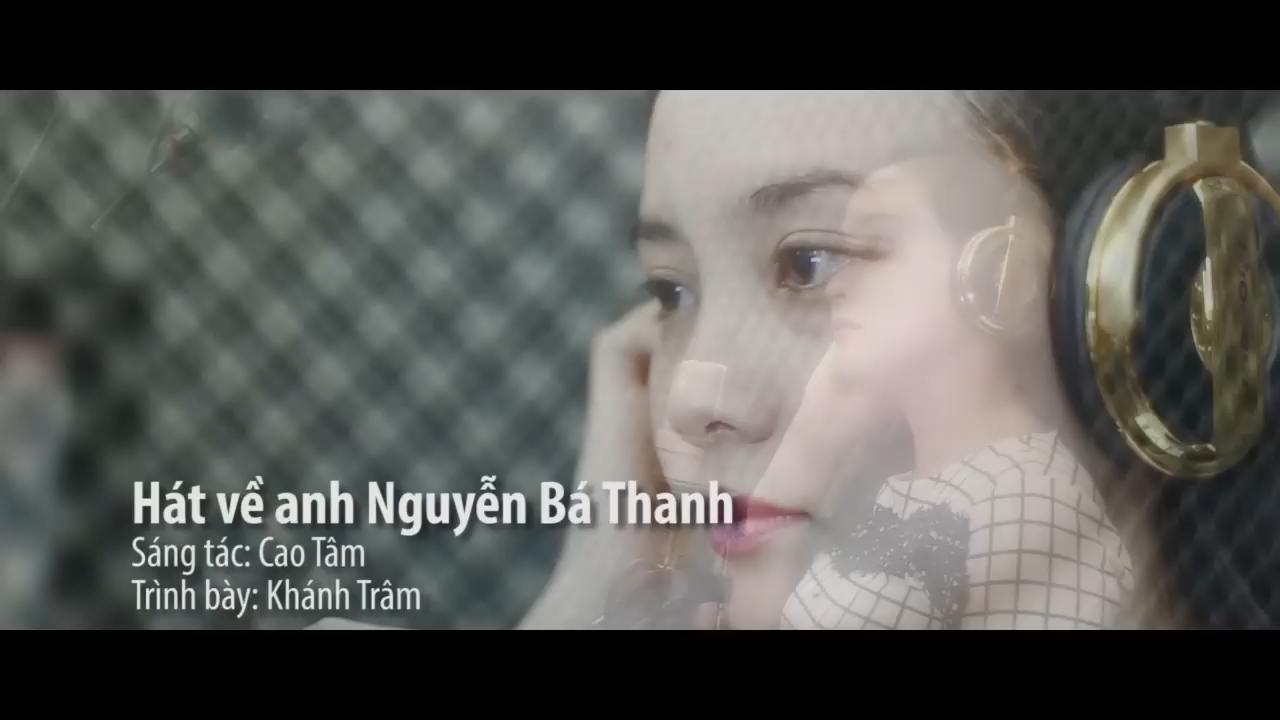 Hát về anh Nguyễn Bá Thanh
Sáng tác: Cao Tâm
Trình bày: Khánh Trâm